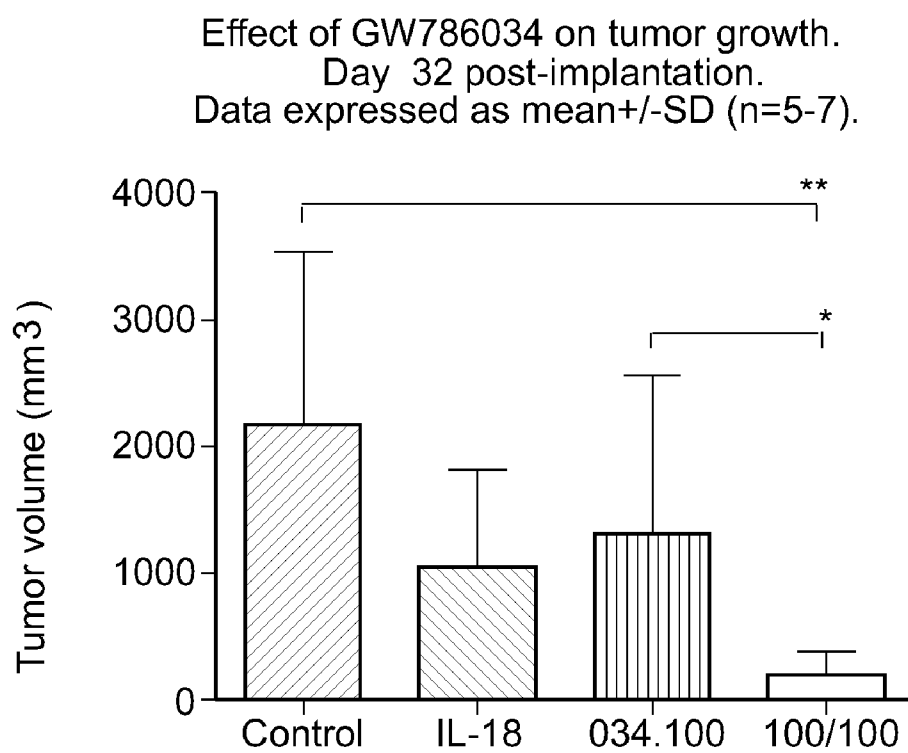 Effect of GW786034 on tumor growth.
Day 32 post-implantation.
Data expressed as mean+/-SD (n=5-7).
4000
**
3000
*
2000
1000
0
Tumor volume (mm3)
Control
IL-18
034.100
100/100